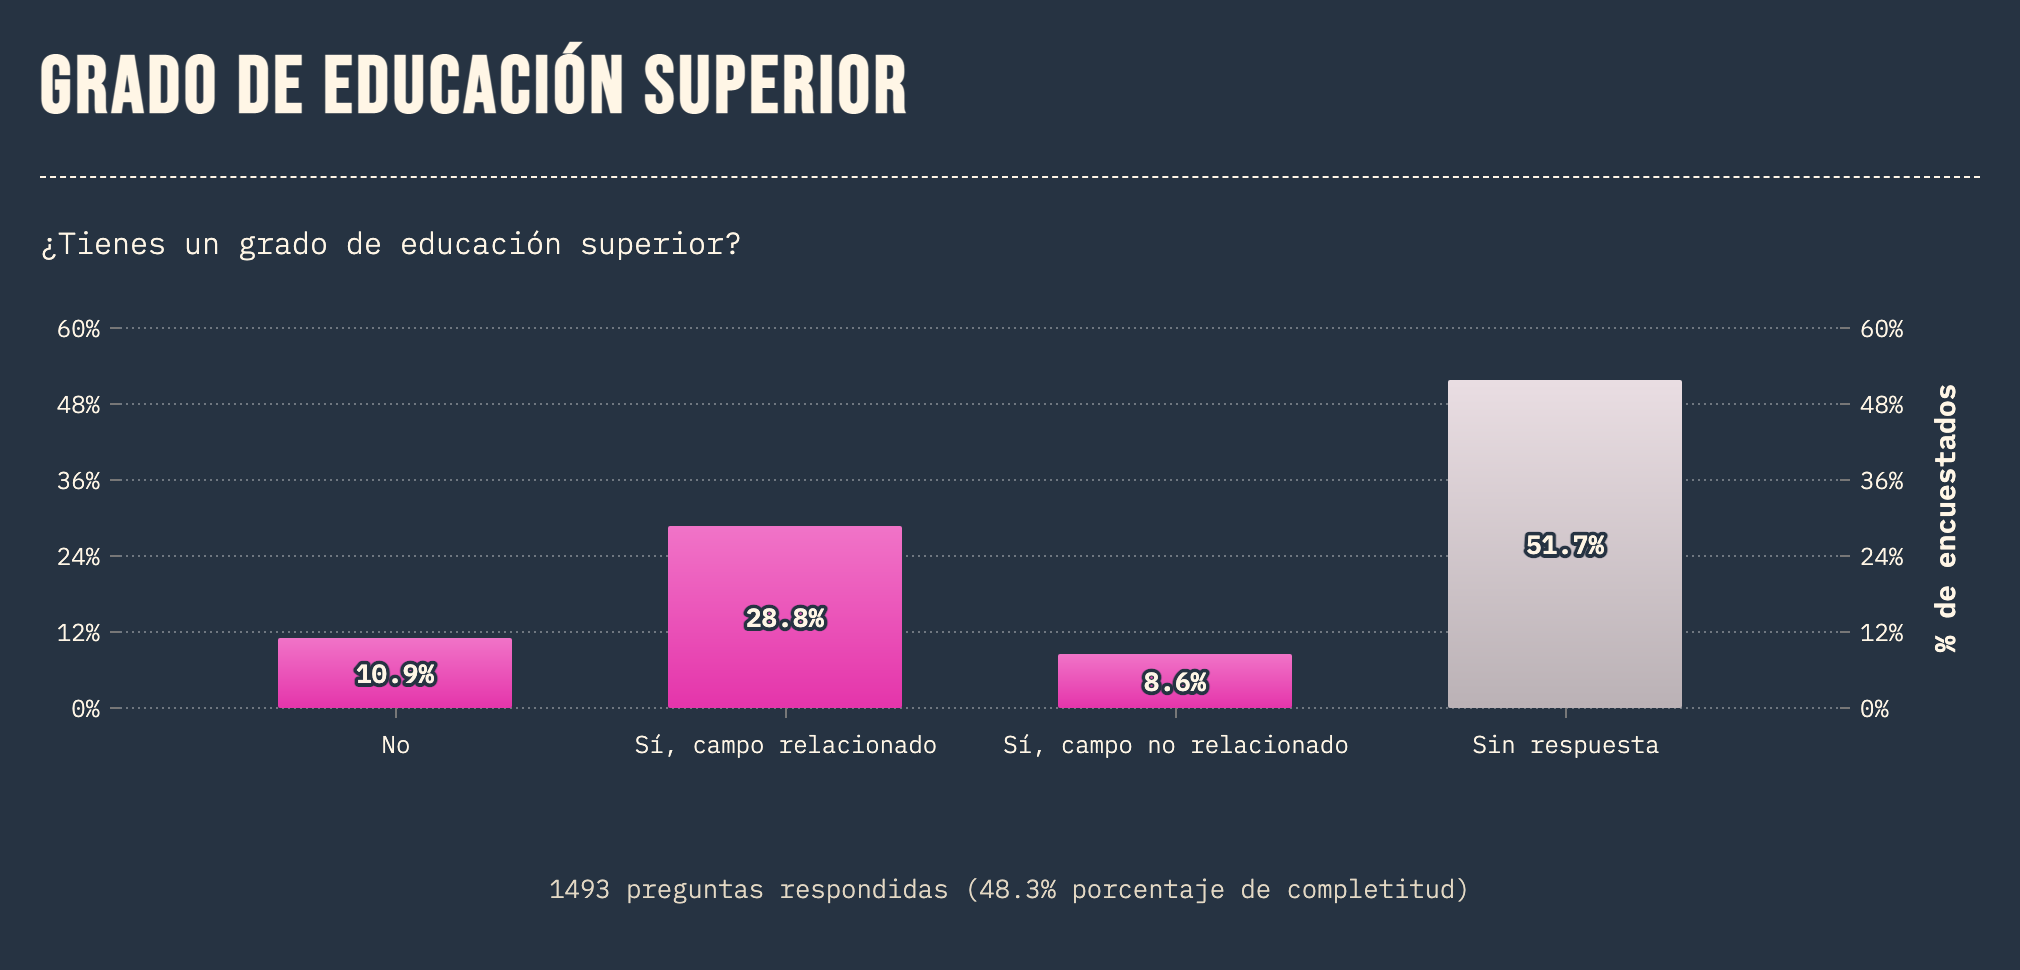 GRADO DE EDUCACIÓN SUPERIOR
¿Tienes un grado de educación superior?
60% 60%
48% 48%
36% 36%
24% 24%
12% 12%
0% 0%
% de encuestados
10.9% 28.8% 8.6% 51.7%
No Sí, campo relacionado Sí, campo no relacionado Sin respuesta
1493 preguntas respondidas (48.3% porcentaje de completitud)